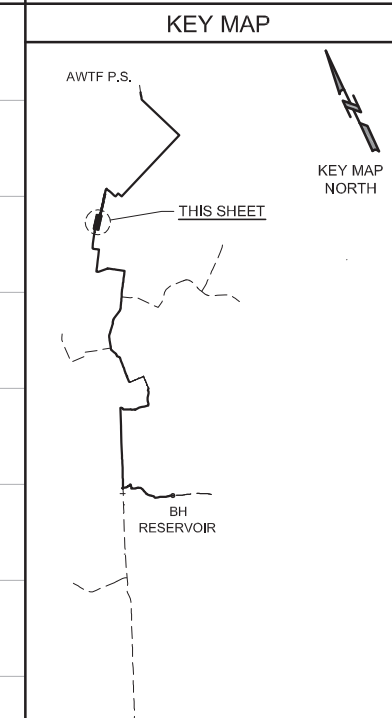 KEY MAP
AWTF P.S.
KEY MAP
NORTH
THIS SHEET
BH
RESERVOIR